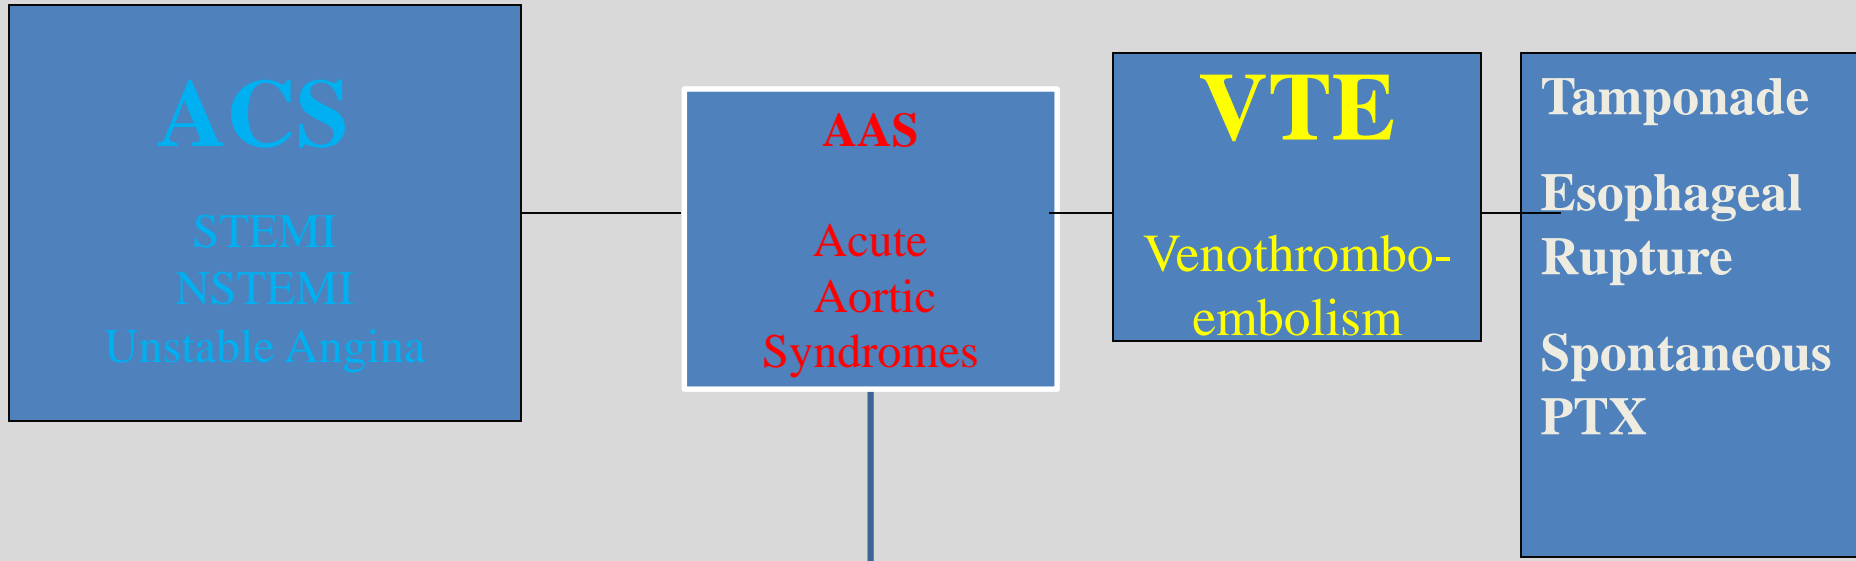 ACS
STEMI
NSTEMI
Unstable Angina
AAS
Acute
Aortic
Syndromes
VTE
Venothrombo-
embolism
Tamponade
Esophageal
Rupture
Spontaneous
PTX